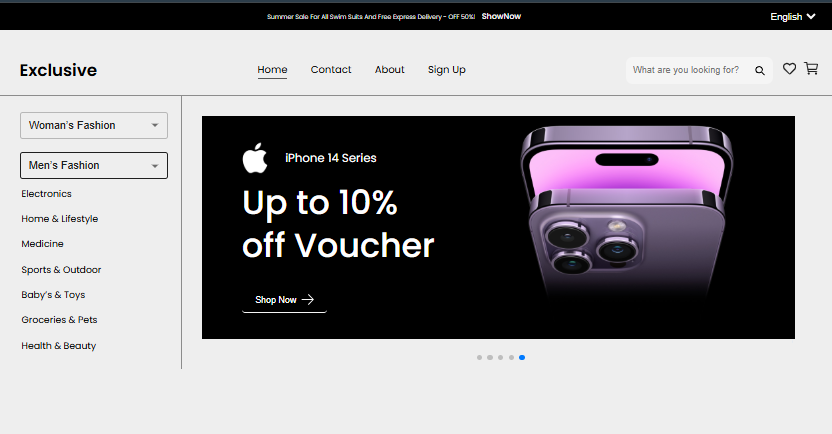 Summer Sale For All Swim Suits And Free Express Delivery - OFF 50%! ShowNow
English
Exclusive
Home Contact About Sign Up
What are you looking for?
Woman's Fashion
Men's Fashion
Electronics
Home & Lifestyle
Medicine
Sports & Outdoor
Baby's & Toys
Groceries & Pets
Health & Beauty
iPhone 14 Series
Up to 10%
off Voucher
Shop Now